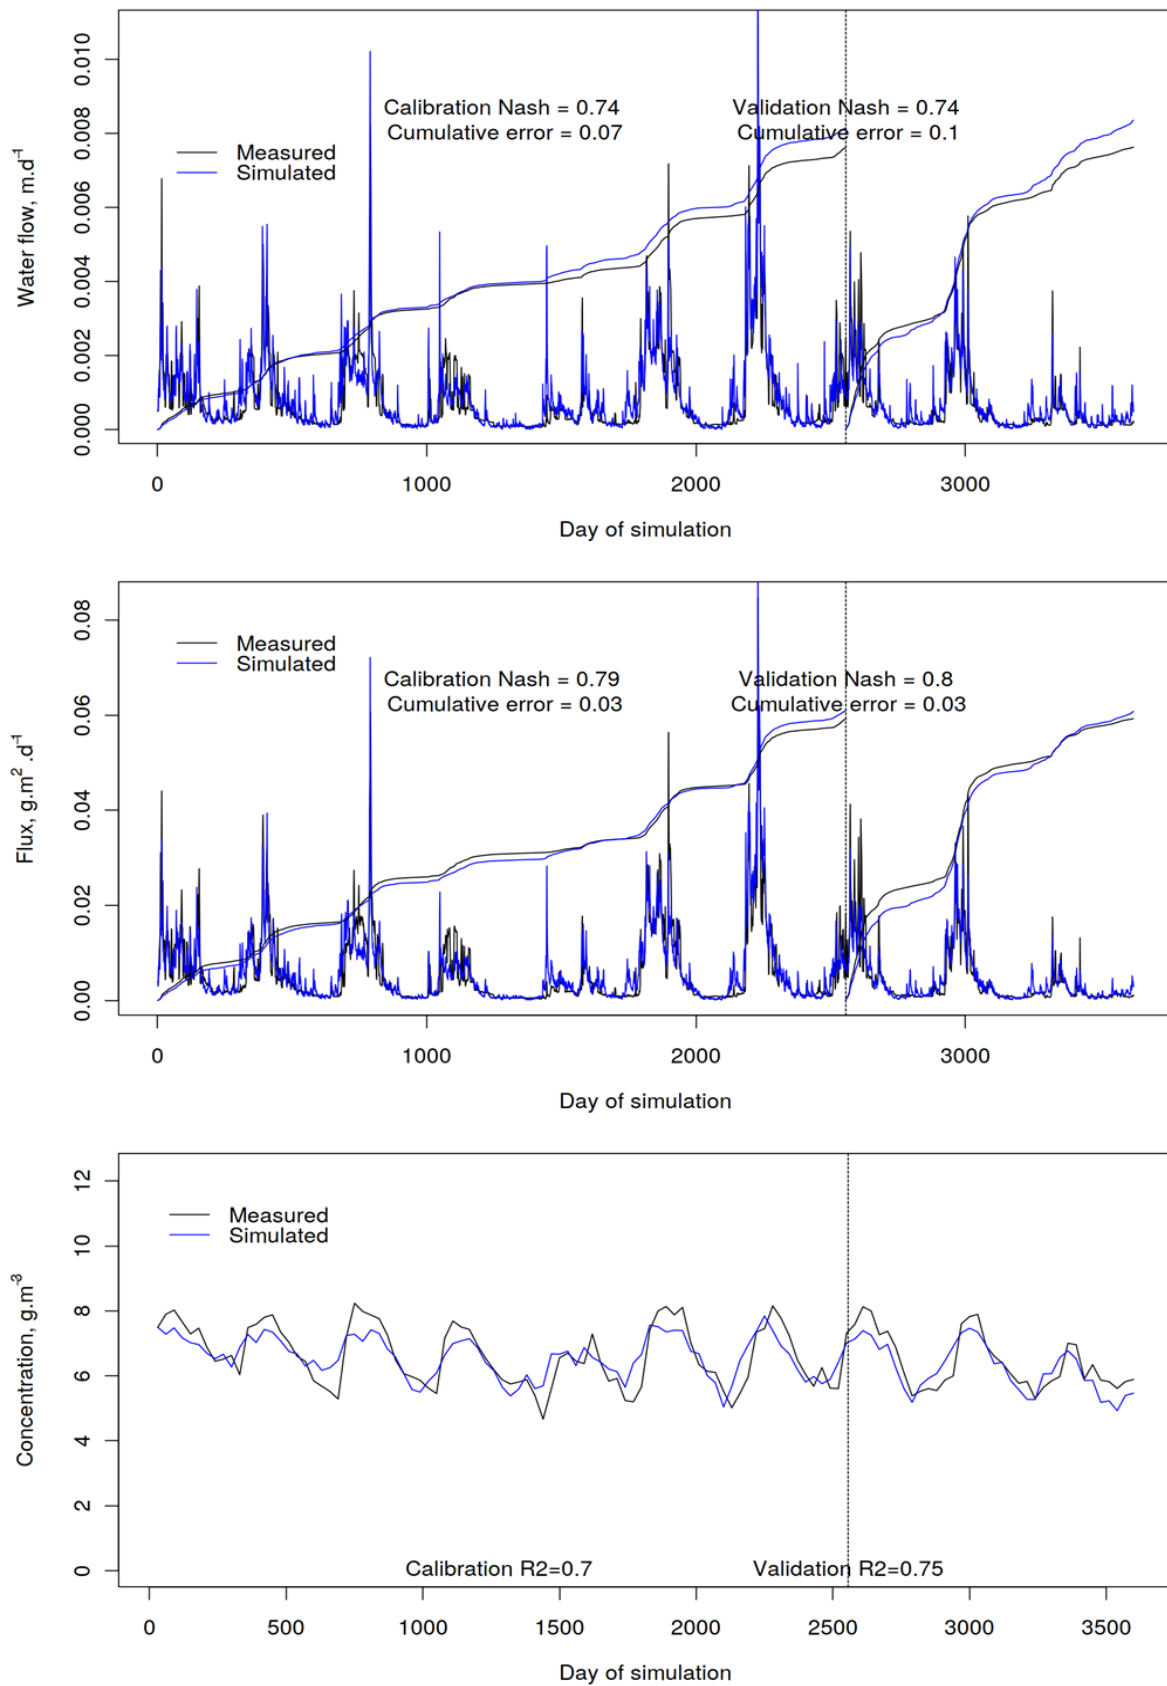 0.010
0.008
0.006
0.004
0.002
0.000
Water flow, m.d-1
Calibration Nash = 0.74
Cumulative error = 0.07
Validation Nash = 0.74
Cumulative error = 0.1
Measured
Simulated
0 1000 2000 3000
Day of simulation
0.08
0.06
0.04
0.02
0.00
Flux, g.m2 .d-1
Measured
Simulated
Calibration Nash = 0.79
Cumulative error = 0.03
Validation Nash = 0.8
Cumulative error = 0.03
0 1000 2000 3000
Day of simulation
12
10
8
6
4
2
0
Concentration, g.m-3
Measured
Simulated
Calibration R2=0.7
Validation R2=0.75
0 500 1000 1500 2000 2500 3000 3500
Day of simulation